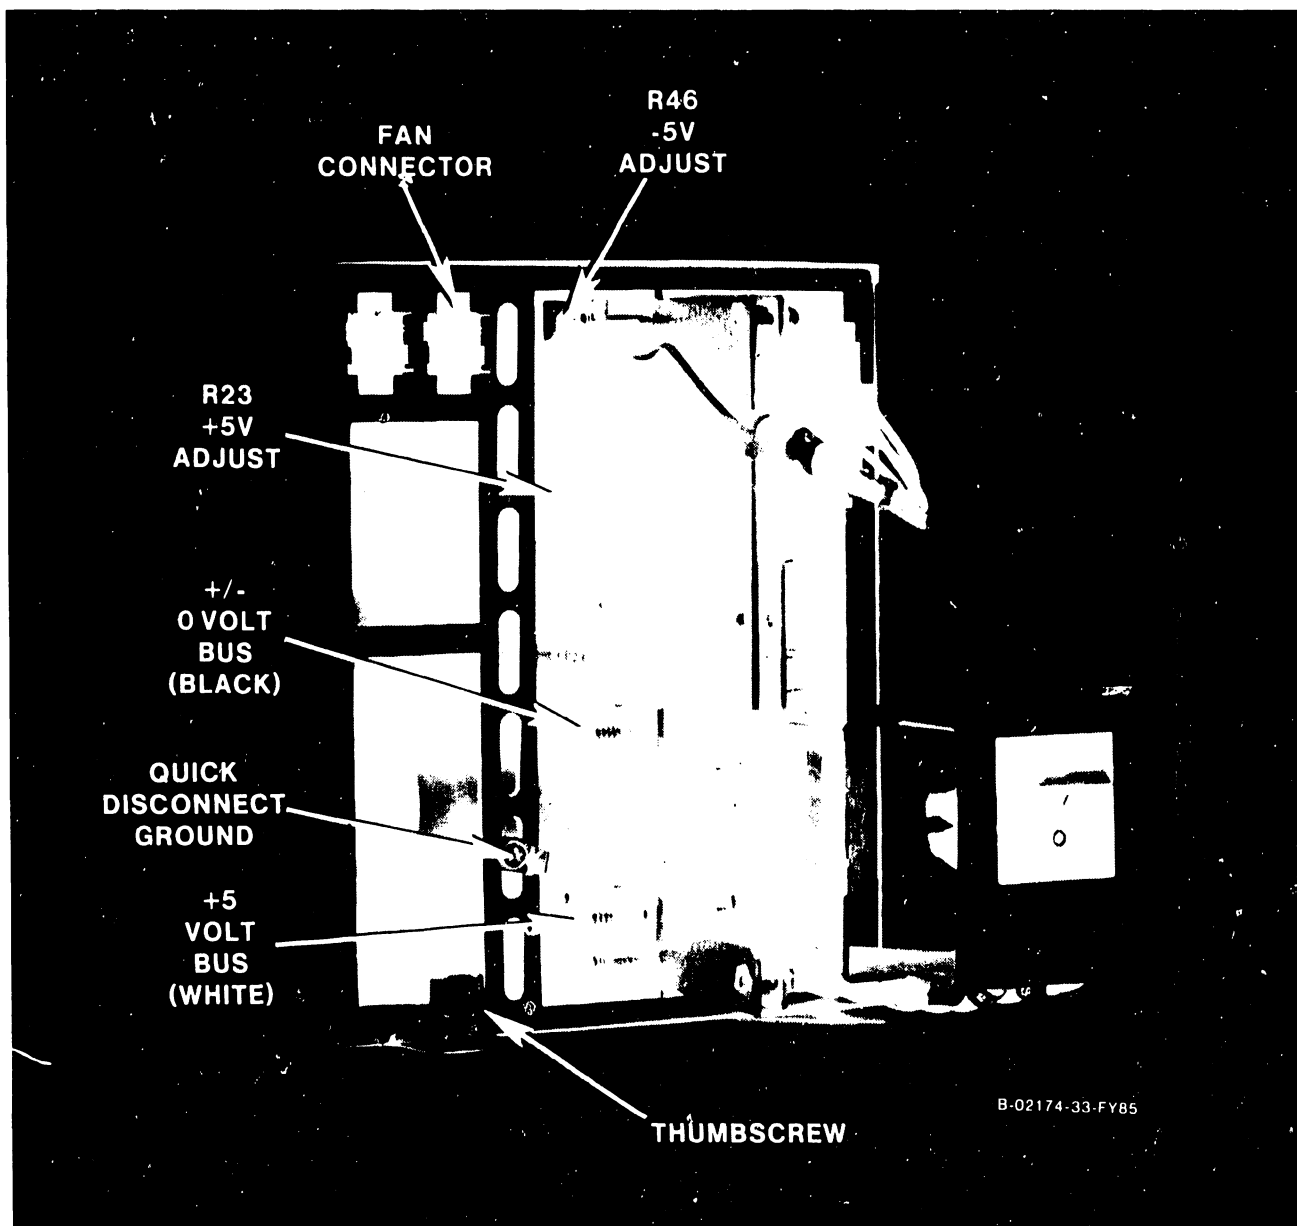 R46
-5V
ADJUST
FAN
CONNECTOR
R23
+5V
ADJUST
+/-
0 VOLT
BUS
(BLACK)
QUICK
DISCONNECT
GROUND
+5
VOLT
BUS
(WHITE)
THUMBSCREW
B-02174-33-FY85